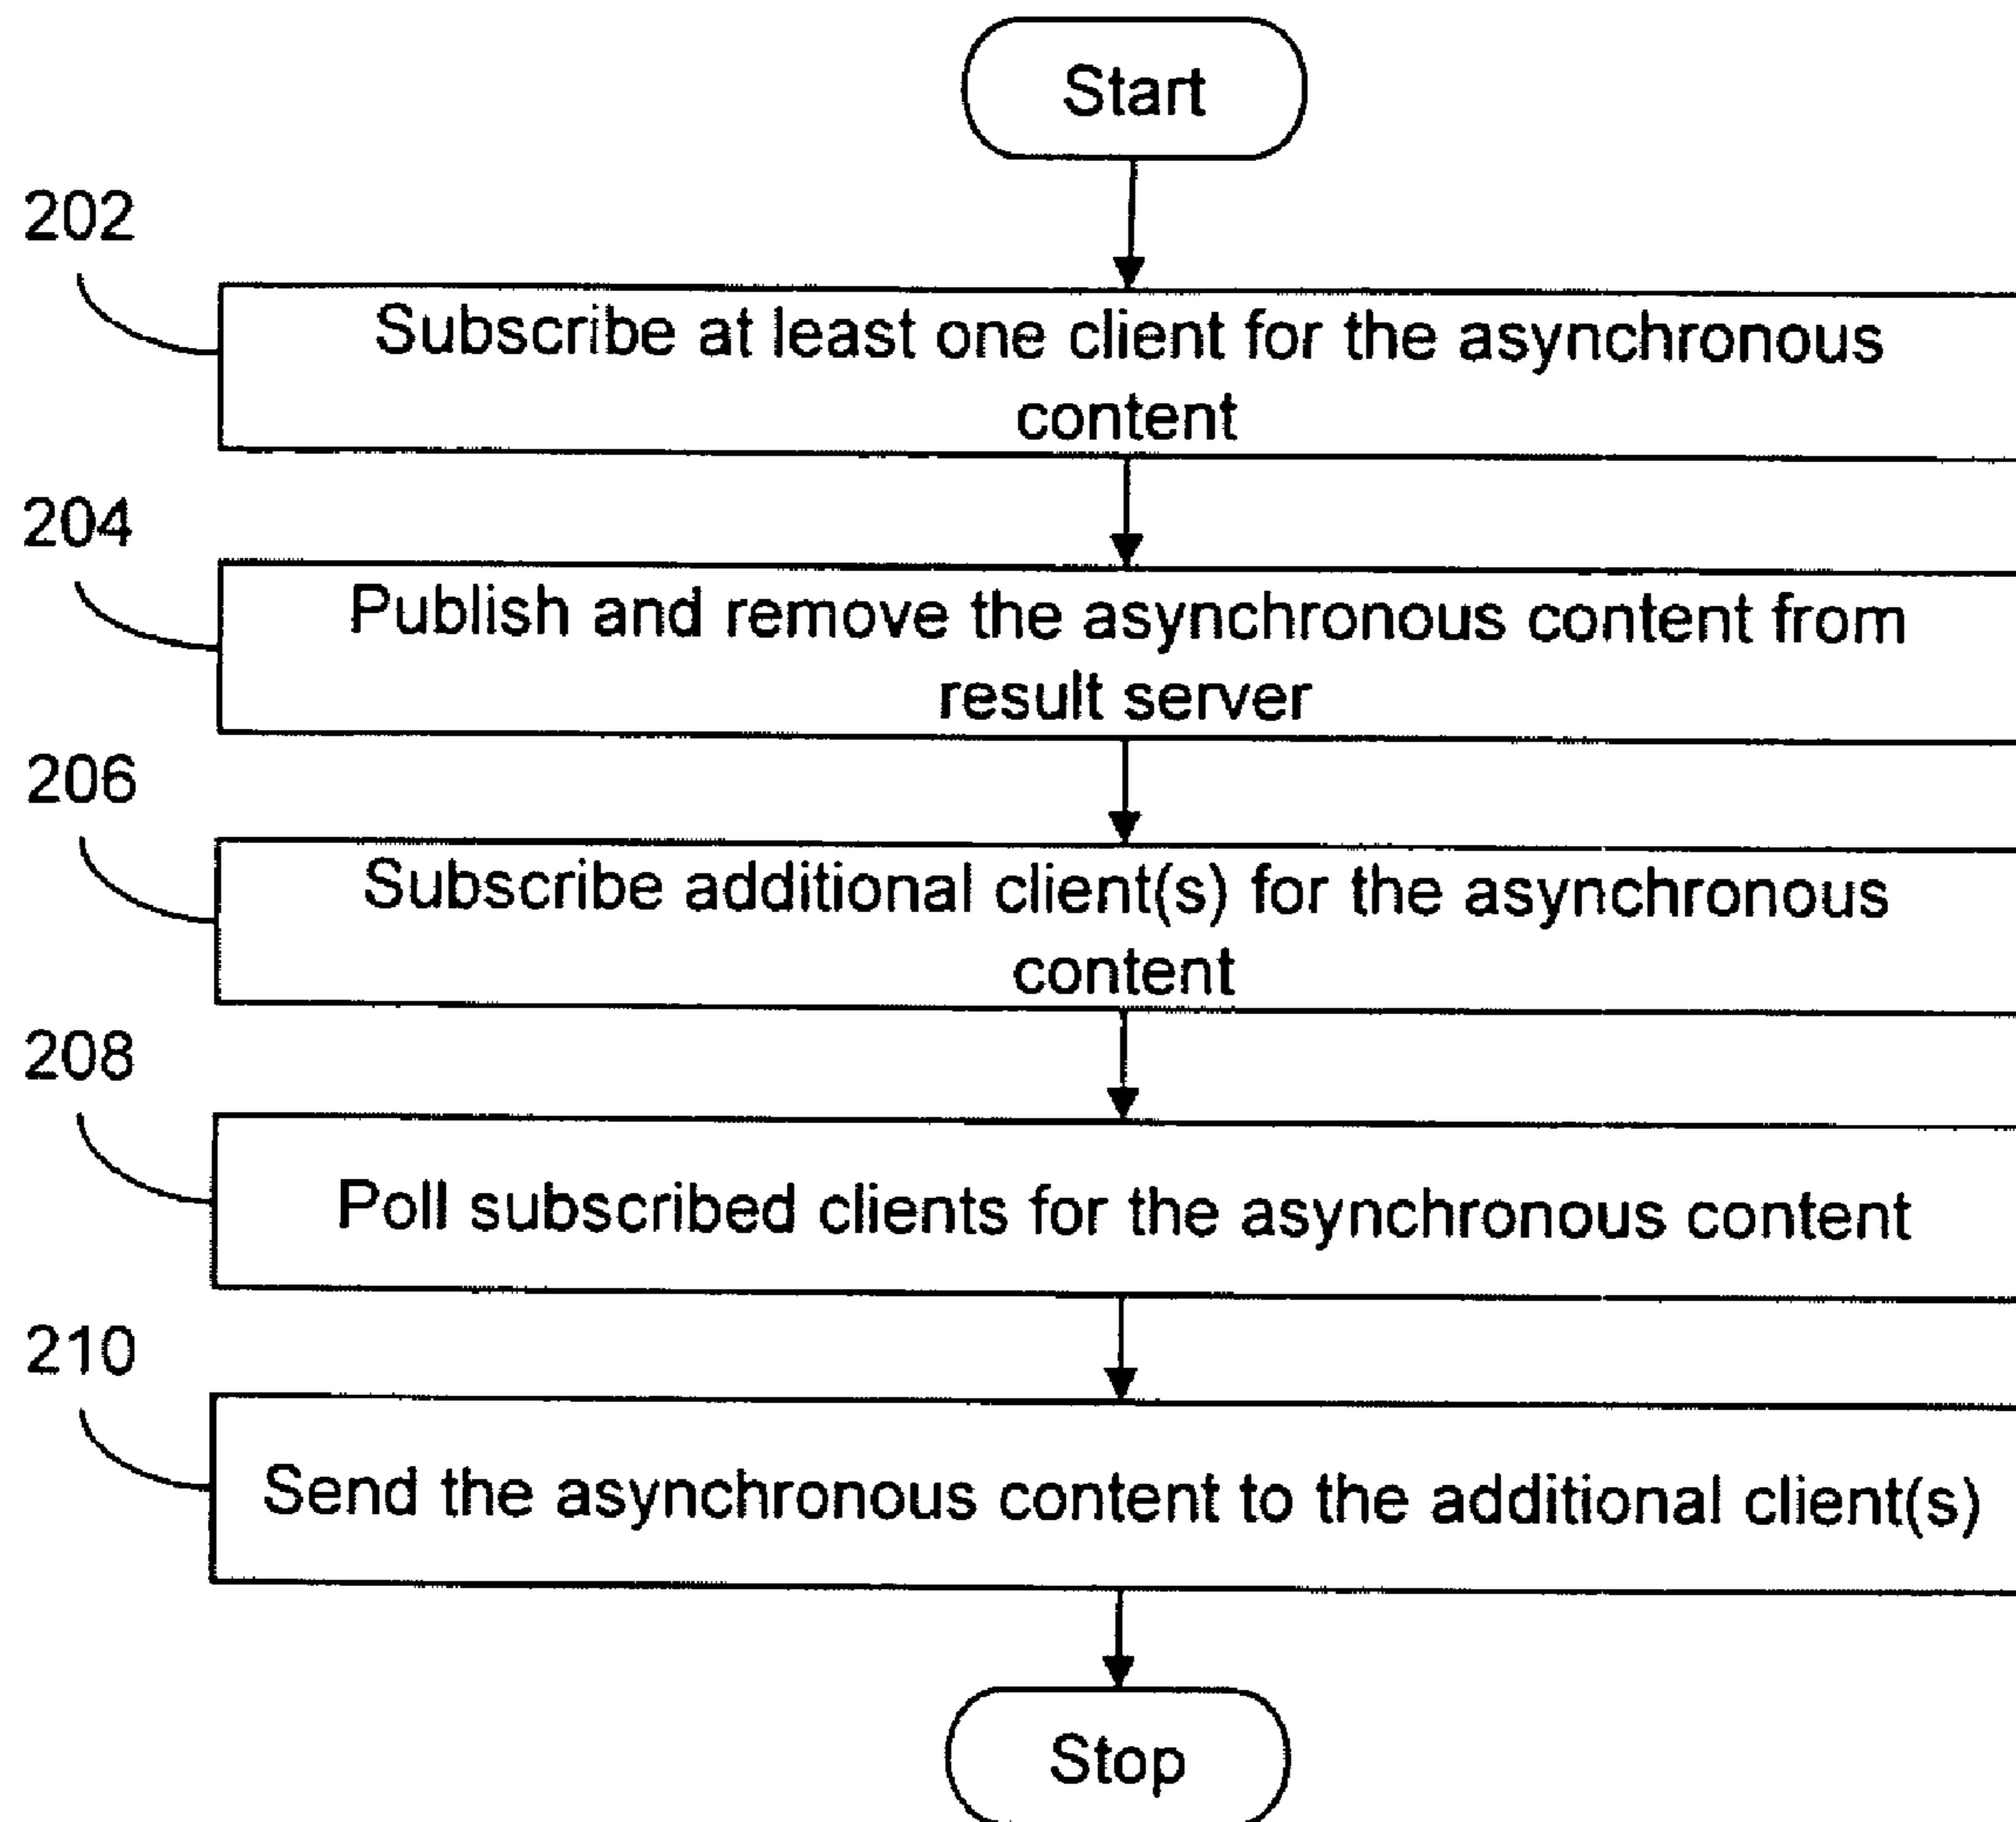 Start
202
Subscribe at least one client for the asynchronous
content
204
Publish and remove the asynchronous content from
result server
206
Subscribe additional client(s) for the asynchronous
content
208
Poll subscribed clients for the asynchronous content
210
Send the asynchronous content to the additional client(s)
Stop